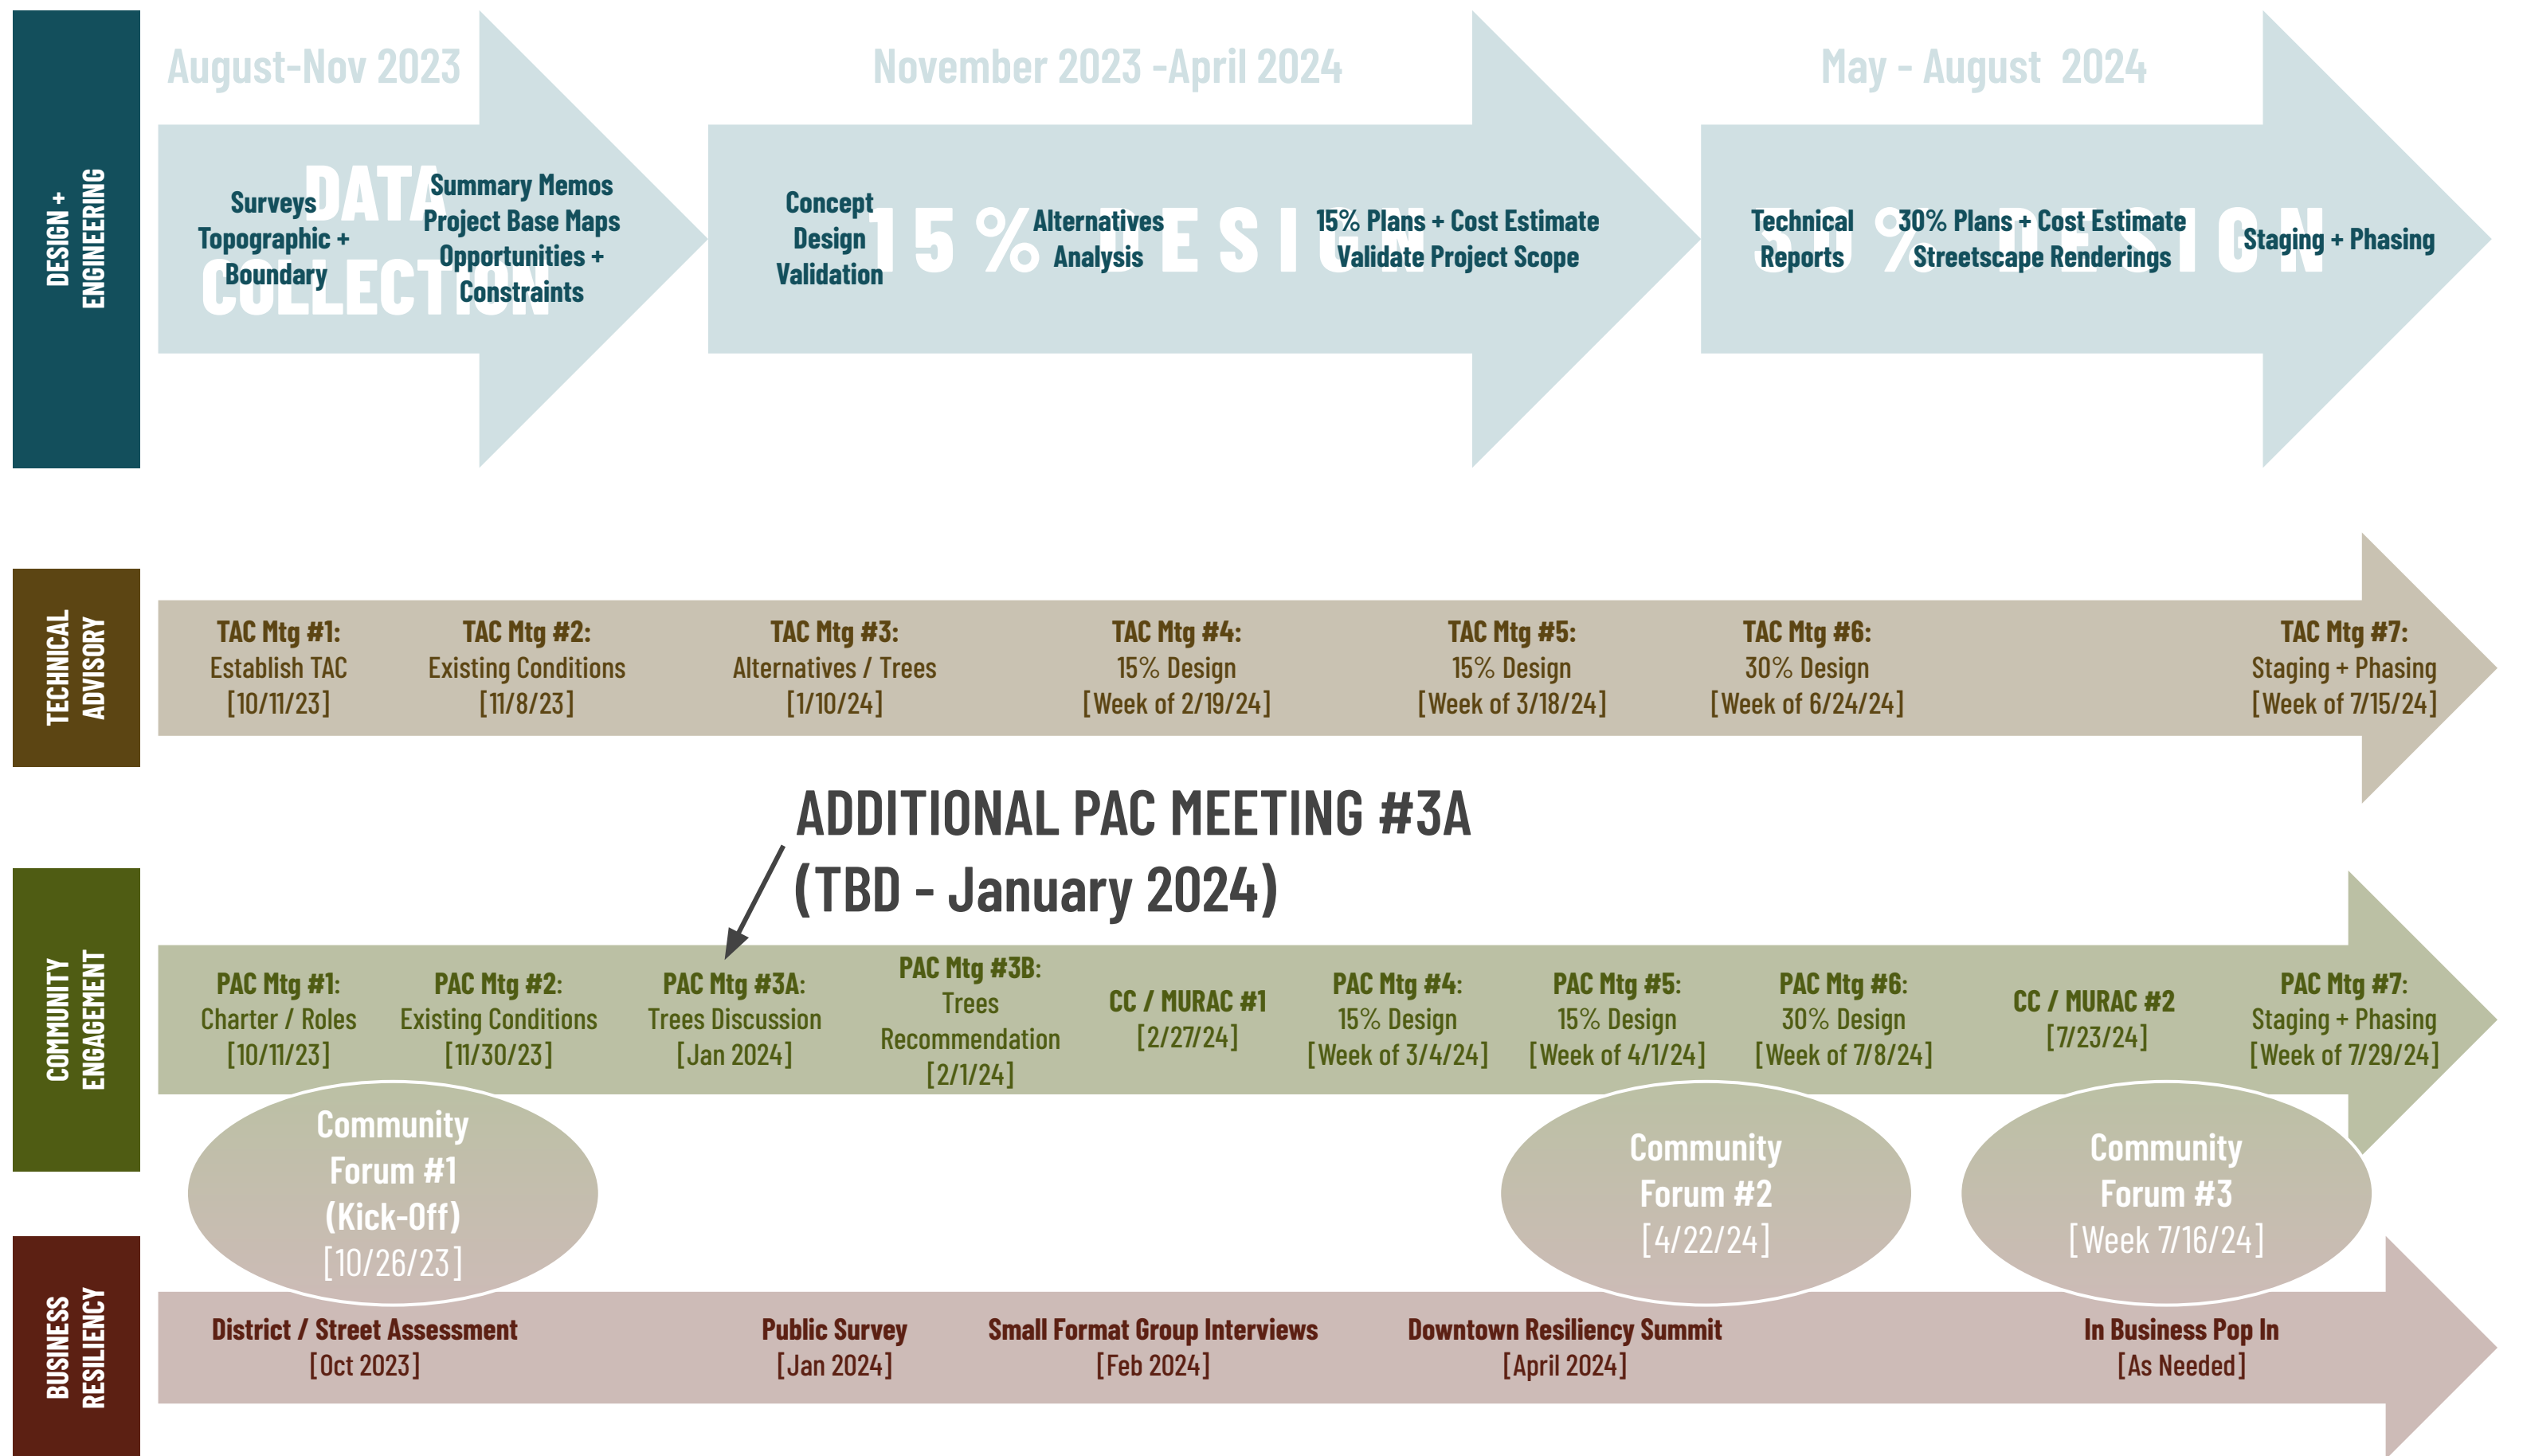 DESIGN +
ENGINEERING
August-Nov 2023
DATA
COLLECTION
Surveys
Topographic +
Boundary
Summary Memos
Project Base Maps
Opportunities +
Constraints
November 2023 -April 2024
15% DESIGN
Concept
Design
Validation
Alternatives
Analysis
15% Plans + Cost Estimate
Validate Project Scope
May - August 2024
30% DESIGN
Technical
Reports
30% Plans + Cost Estimate
Streetscape Renderings
Staging + Phasing
TECHNICAL
ADVISORY
TAC Mtg #1:
Establish TAC
[10/11/23]
TAC Mtg #2:
Existing Conditions
[11/8/23]
TAC Mtg #3:
Alternatives / Trees
[1/10/24]
TAC Mtg #4:
15% Design
[Week of 2/19/24]
TAC Mtg #5:
15% Design
[Week of 3/18/24]
TAC Mtg #6:
30% Design
[Week of 6/24/24]
TAC Mtg #7:
Staging + Phasing
[Week of 7/15/24]
ADDITIONAL PAC MEETING #3A
(TBD - January 2024)
COMMUNITY
ENGAGEMENT
PAC Mtg #1:
Charter / Roles
[10/11/23]
PAC Mtg #2:
Existing Conditions
[11/30/23]
PAC Mtg #3A:
Trees Discussion
[Jan 2024]
PAC Mtg #3B:
Trees
Recommendation
[2/1/24]
CC / MURAC #1
[2/27/24]
PAC Mtg #4:
15% Design
[Week of 3/4/24]
PAC Mtg #5:
15% Design
[Week of 4/1/24]
PAC Mtg #6:
30% Design
[Week of 7/8/24]
CC / MURAC #2
[7/23/24]
PAC Mtg #7:
Staging + Phasing
[Week of 7/29/24]
Community
Forum #1
(Kick-Off)
[10/26/23]
Community
Forum #2
[4/22/24]
Community
Forum #3
[Week 7/16/24]
BUSINESS
RESILIENCY
District / Street Assessment
[Oct 2023]
Public Survey
[Jan 2024]
Small Format Group Interviews
[Feb 2024]
Downtown Resiliency Summit
[April 2024]
In Business Pop In
[As Needed]